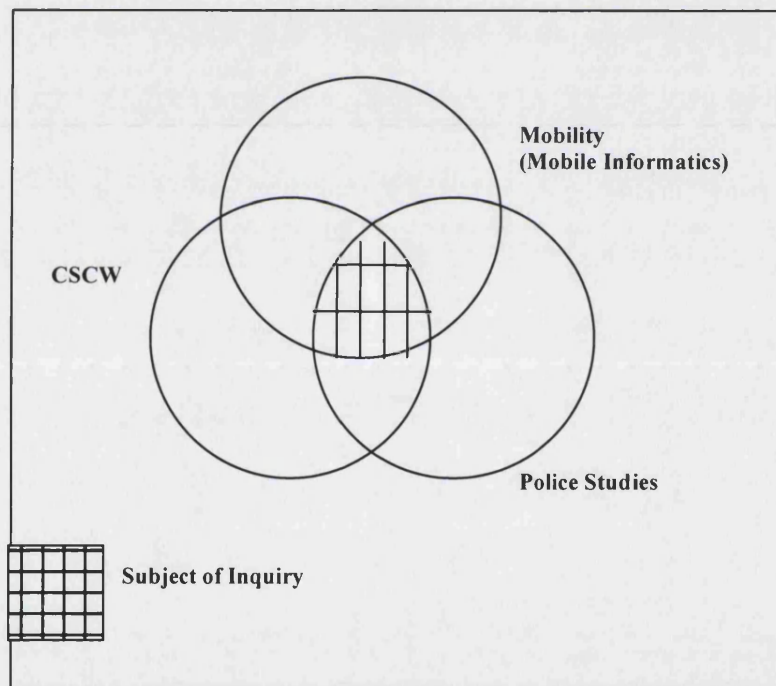 Mobility
(Mobile Informatics)
CSCW
Police Studies
Subject of Inquiry